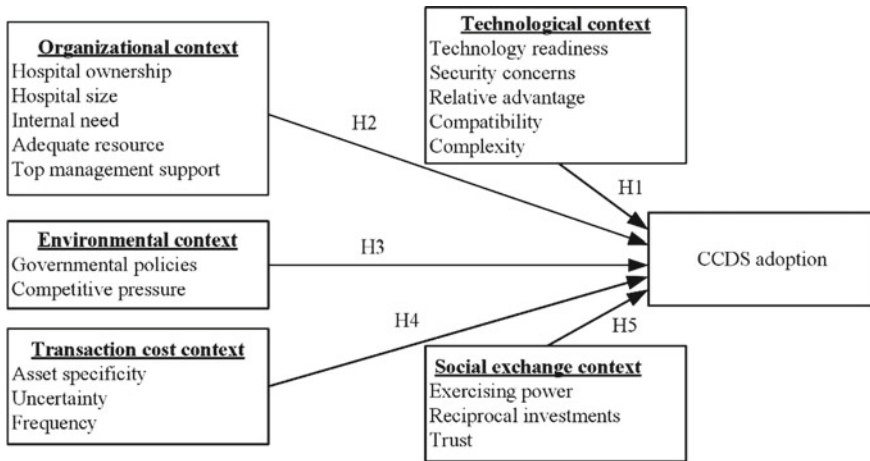 Organizational context
Hospital ownership
Hospital size
Internal need
Adequate resource
Top management support
Technological context
Technology readiness
Security concerns
Relative advantage
Compatibility
Complexity
H2
H1
Environmental context
Governmental policies
Competitive pressure
H3
CCDS adoption
H4
H5
Transaction cost context
Asset specificity
Uncertainty
Frequency
Social exchange context
Exercising power
Reciprocal investments
Trust